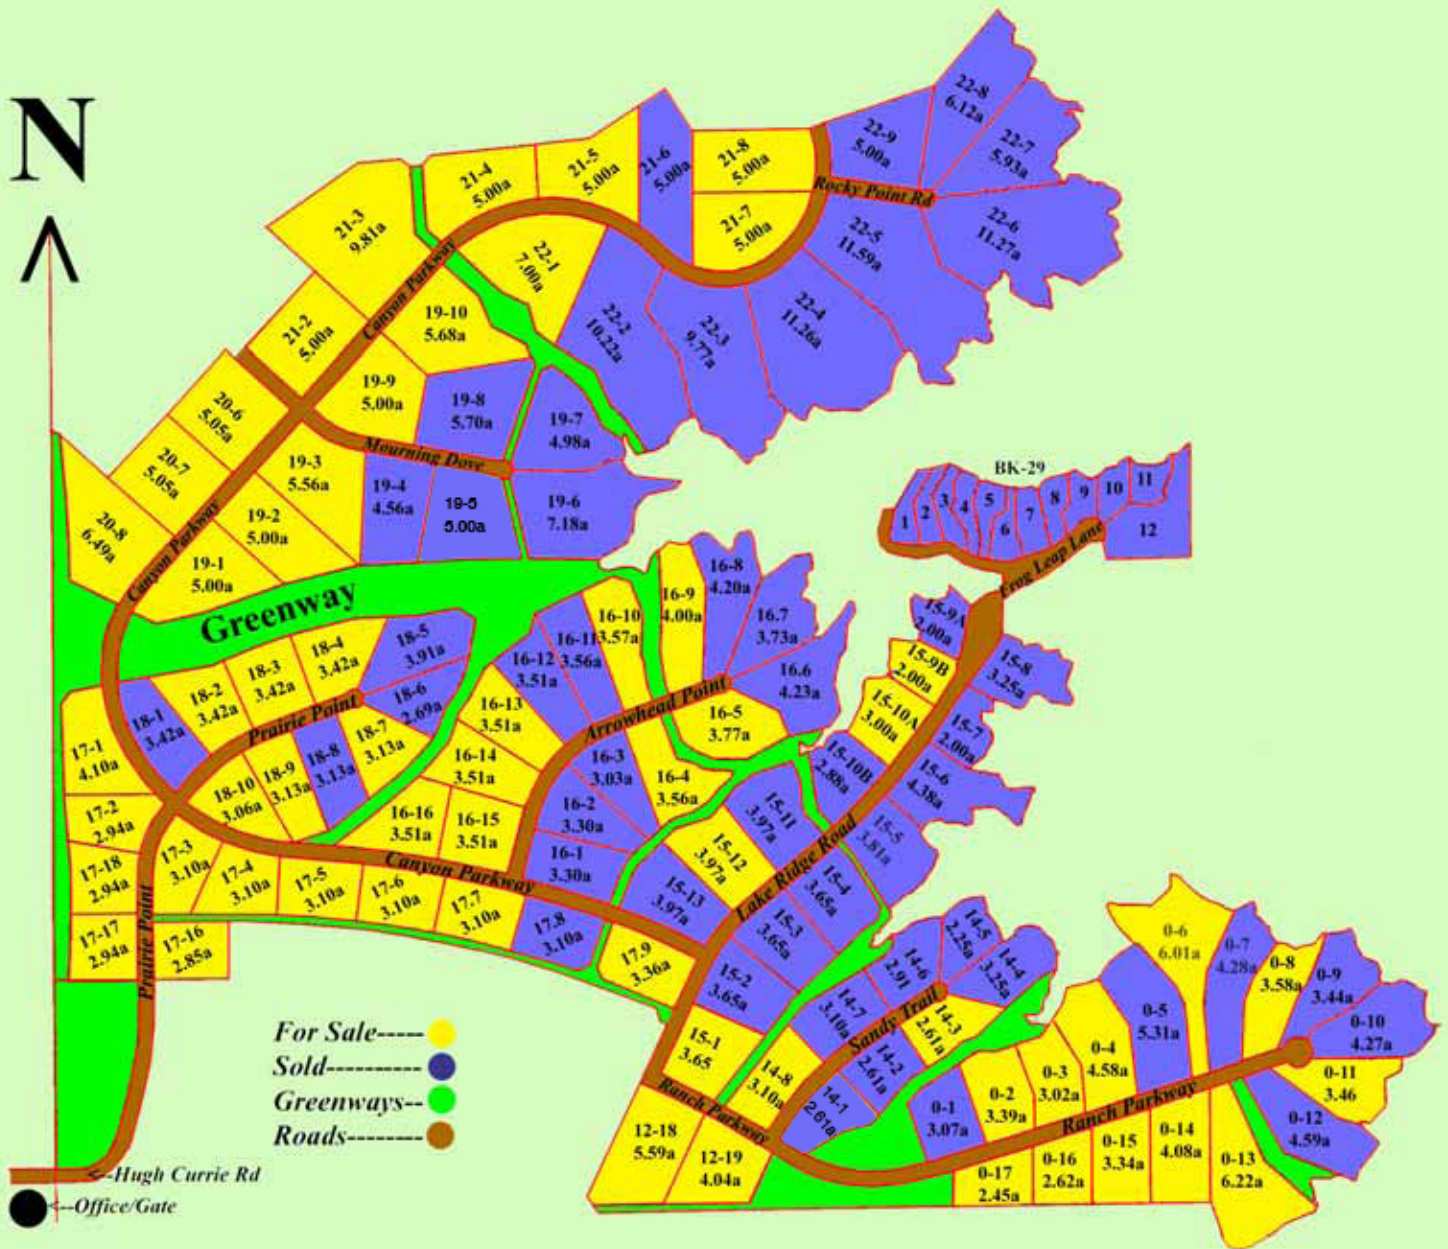 N
22-8
6.12a
22-9
5.00a
22-7
5.93a
21-8
5.00a
21-6
5.00a
21-5
5.00a
21-4
5.00a
Rocky Point Rd
21-3
9.81a
21-7
5.00a
22-6
11.27a
22-5
11.59a
22-1
7.00a
Canyon Parkway
22-4
11.26a
22-2
10.22a
22-3
9.77a
19-10
5.68a
21-2
5.00a
19-9
5.00a
19-8
5.70a
19-7
4.98a
20-6
5.05a
Mourning Dove
20-7
5.05a
19-3
5.56a
19-4
4.56a
19-5
5.00a
19-6
7.18a
BK-29
1
2
3
4
5
6
7
8
9
10
11
12
Frog Leap Lane
20-8
6.49a
19-2
5.00a
19-1
5.00a
Canyon Parkway
Greenway
16-8
4.20a
16-9
4.00a
16-10
3.57a
16.7
3.73a
16-11
3.56a
16-12
3.51a
16.6
4.23a
15-9A
2.00a
15-9B
2.00a
15-8
3.25a
18-5
3.91a
18-4
3.42a
18-3
3.42a
18-2
3.42a
18-1
3.42a
18-6
2.69a
Prairie Point
Arrowhead Point
16-13
3.51a
16-5
3.77a
15-10A
3.00a
15-7
2.00a
17-1
4.10a
18-7
3.13a
18-8
3.13a
18-9
3.13a
18-10
3.06a
16-14
3.51a
16-3
3.03a
16-4
3.56a
15-10B
2.88a
15-6
4.38a
17-2
2.94a
16-16
3.51a
16-15
3.51a
16-2
3.30a
15-11
3.97a
15-5
3.81a
17-18
2.94a
17-3
3.10a
17-4
3.10a
17-5
3.10a
17-6
3.10a
17.7
3.10a
Canyon Parkway
16-1
3.30a
15-12
3.97a
Lake Ridge Road
15-4
3.65a
15-13
3.97a
17.8
3.10a
15-3
3.65a
17-17
2.94a
Prairie Point
17-16
2.85a
17.9
3.36a
15-2
3.65a
14-5
2.25a
14-4
3.25a
14-6
2.91
14-7
3.10a
Sandy Trail
14-3
2.61a
0-6
6.01a
0-7
4.28a
0-8
3.58a
0-9
3.44a
0-10
4.27a
0-5
5.31a
For Sale-----
Sold----------
Greenways--
Roads--------
15-1
3.65
14-8
3.10a
14-2
2.61a
14-1
2.61a
0-4
4.58a
0-3
3.02a
0-2
3.39a
0-1
3.07a
0-11
3.46
Ranch Parkway
Ranch Parkway
0-12
4.59a
12-18
5.59a
12-19
4.04a
0-17
2.45a
0-16
2.62a
0-15
3.34a
0-14
4.08a
0-13
6.22a
<--Hugh Currie Rd
<--Office/Gate